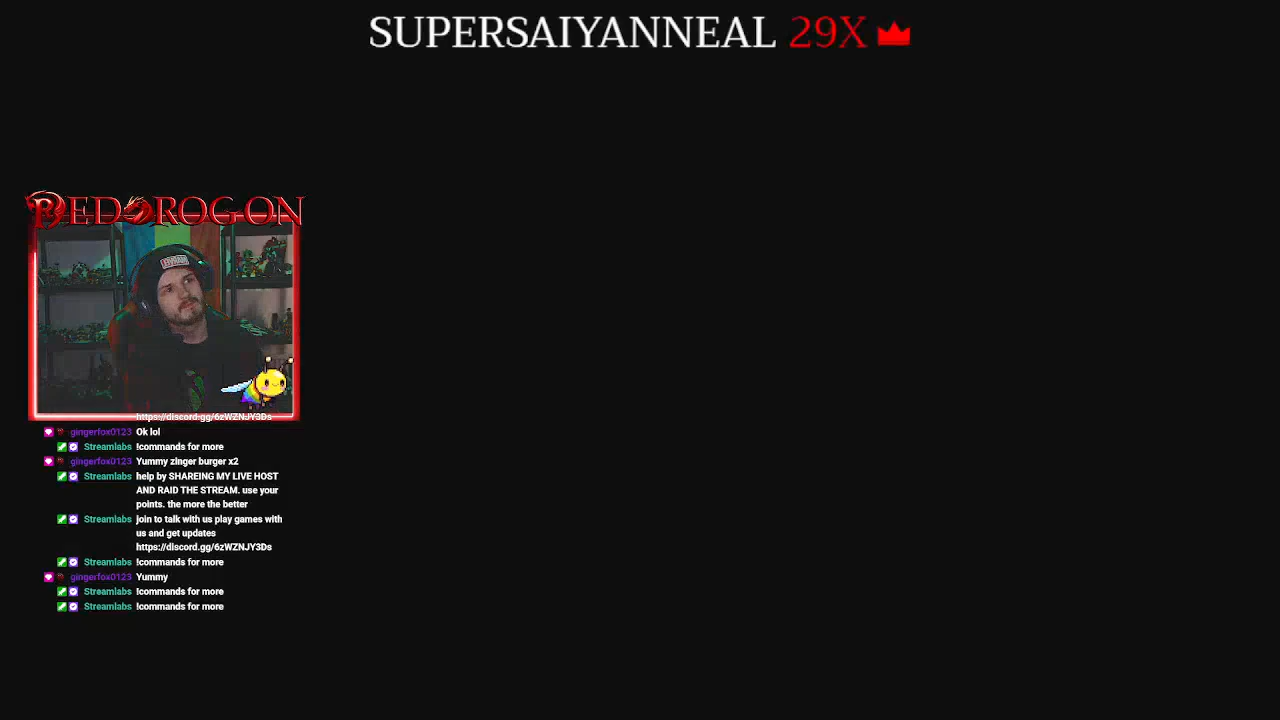 SUPERSAIYANNEAL 29X
REDDROGON
https://discord.gg/6zWZNJY3Ds
gingerfox0123 Ok lol
Streamlabs !commands for more
gingerfox0123 Yummy zinger burger x2
Streamlabs help by SHAREING MY LIVE HOST
AND RAID THE STREAM. use your
points. the more the better
Streamlabs join to talk with us play games with
us and get updates
https://discord.gg/6zWZNJY3Ds
Streamlabs !commands for more
gingerfox0123 Yummy
Streamlabs !commands for more
Streamlabs !commands for more